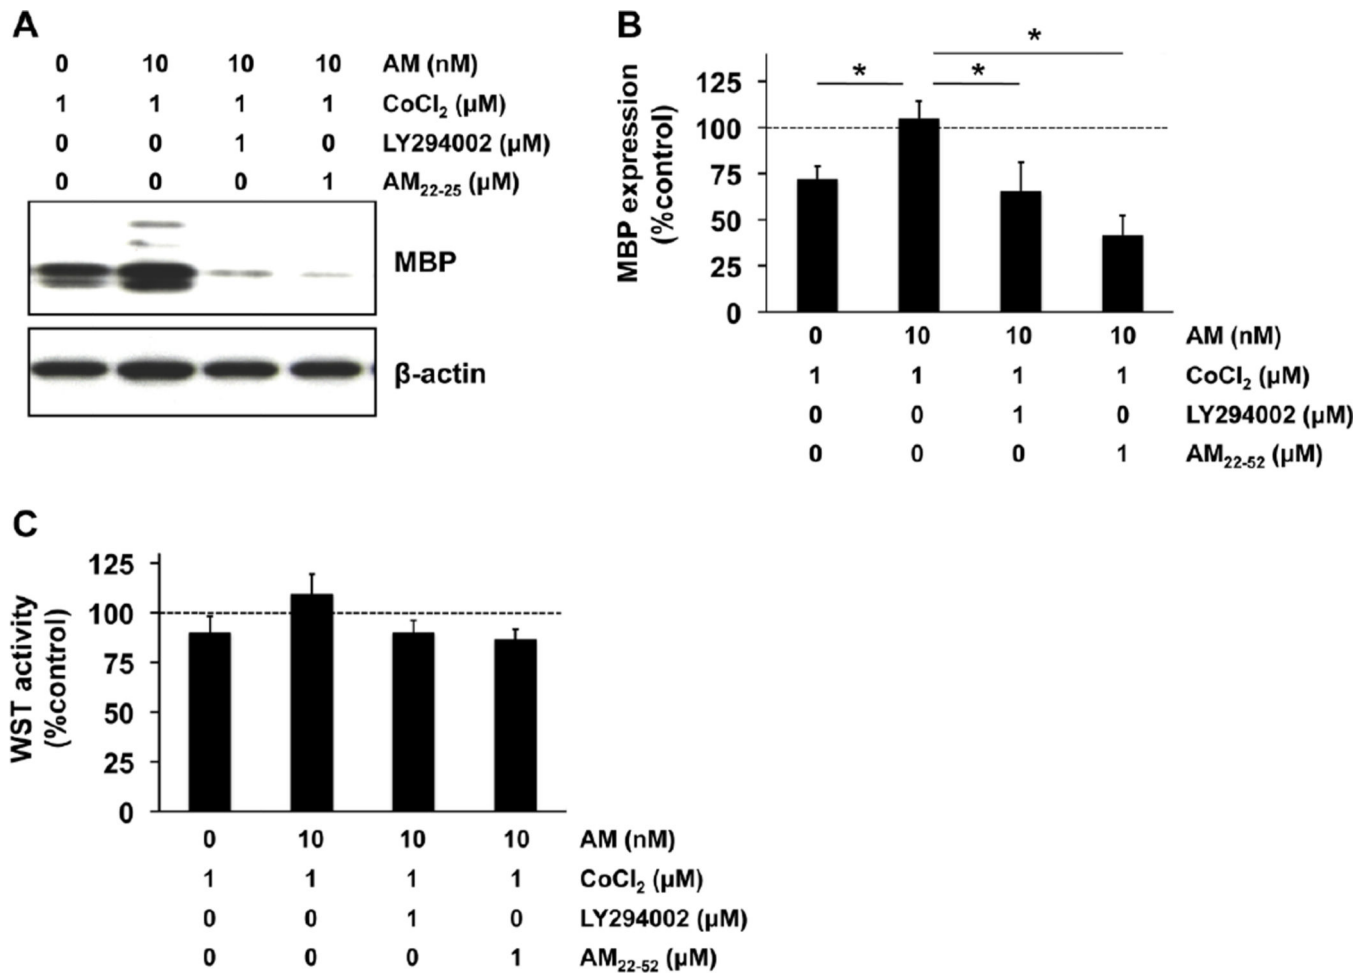 A
0 10 10 10 AM (nM)
1 1 1 1 CoCl₂ (µM)
0 0 1 0 LY294002 (µM)
0 0 0 1 AM₂₂₋₂₅ (µM)
MBP
β-actin
B
MBP expression
(%control)
* * *
125
100
75
50
25
0
0 10 10 10 AM (nM)
1 1 1 1 CoCl₂ (µM)
0 0 1 0 LY294002 (µM)
0 0 0 1 AM₂₂₋₅₂ (µM)
C
WST activity
(%control)
125
100
75
50
25
0
0 10 10 10 AM (nM)
1 1 1 1 CoCl₂ (µM)
0 0 1 0 LY294002 (µM)
0 0 0 1 AM₂₂₋₅₂ (µM)